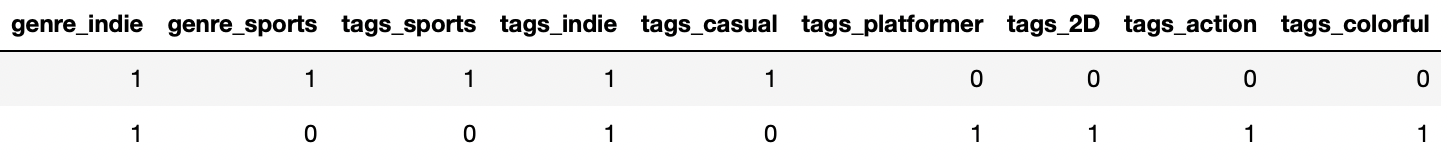 genre_indie genre_sports tags_sports tags_indie tags_casual tags_platformer tags_2D tags_action tags_colorful
1 1 1 1 1 0 0 0 0
1 0 0 1 0 1 1 1 1